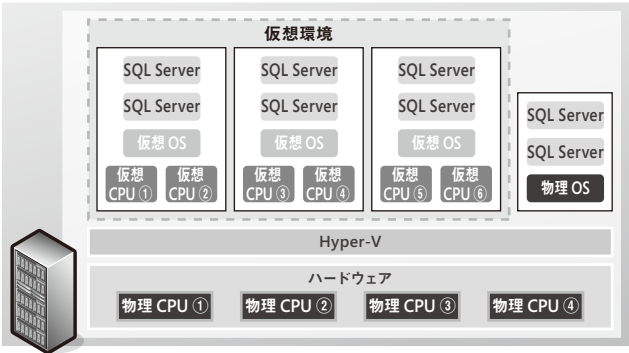 仮想環境
SQL Server
SQL Server
仮想 OS
仮想
CPU ①
仮想
CPU ②
SQL Server
SQL Server
仮想 OS
仮想
CPU ③
仮想
CPU ④
SQL Server
SQL Server
仮想 OS
仮想
CPU ⑤
仮想
CPU ⑥
SQL Server
SQL Server
物理 OS
Hyper-V
ハードウェア
物理 CPU ①
物理 CPU ②
物理 CPU ③
物理 CPU ④